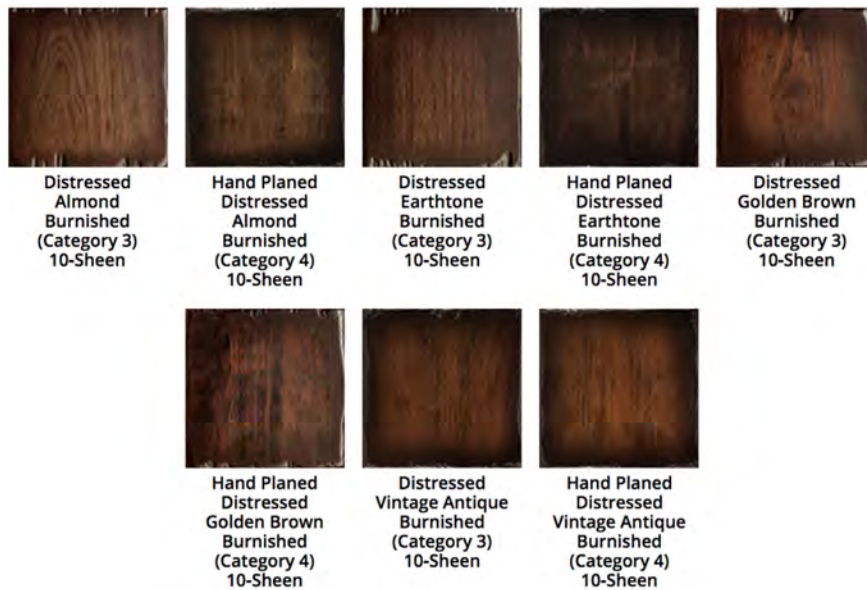 Distressed
Almond
Burnished
(Category 3)
10-Sheen
Hand Planed
Distressed
Almond
Burnished
(Category 4)
10-Sheen
Distressed
Earthtone
Burnished
(Category 3)
10-Sheen
Hand Planed
Distressed
Earthtone
Burnished
(Category 4)
10-Sheen
Distressed
Golden Brown
Burnished
(Category 3)
10-Sheen
Hand Planed
Distressed
Golden Brown
Burnished
(Category 4)
10-Sheen
Distressed
Vintage Antique
Burnished
(Category 3)
10-Sheen
Hand Planed
Distressed
Vintage Antique
Burnished
(Category 4)
10-Sheen